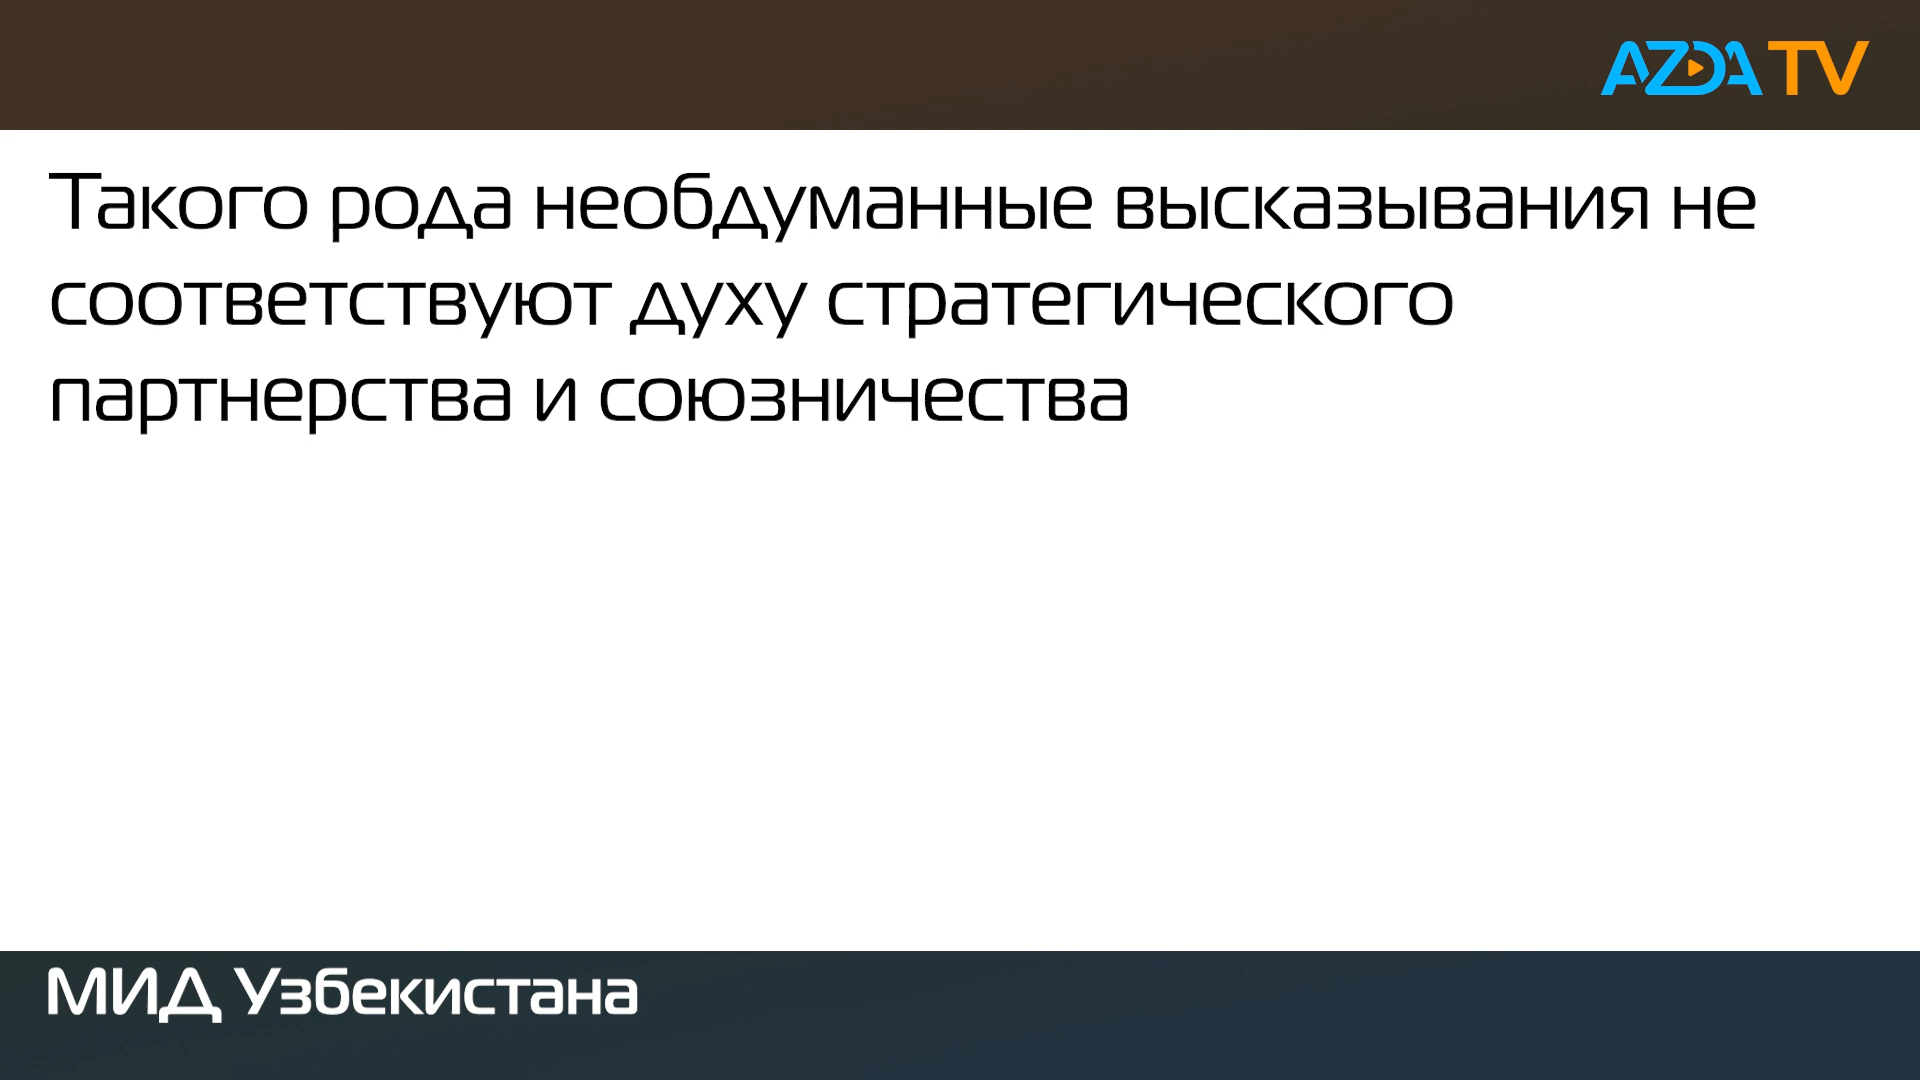 AZDA TV
Такого рода необдуманные высказывания не
соответствуют духу стратегического
партнерства и союзничества
МИД Узбекистана